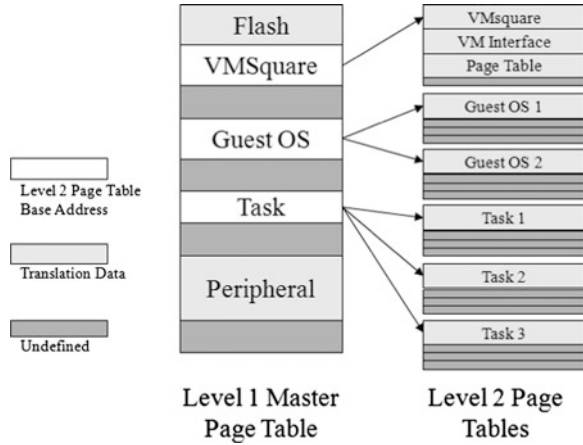 Flash
VMSquare
Guest OS
Task
Peripheral
Level 1 Master
Page Table
VMsquare
VM Interface
Page Table
Guest OS 1
Guest OS 2
Task 1
Task 2
Task 3
Level 2 Page
Tables
Level 2 Page Table
Base Address
Translation Data
Undefined